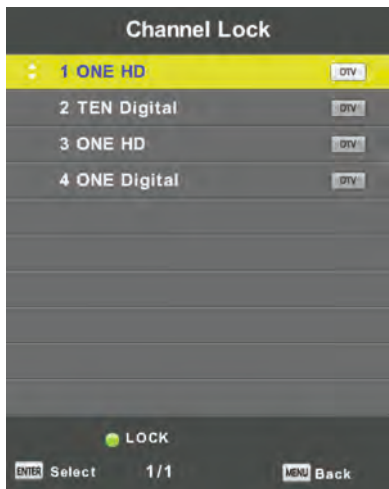 Channel Lock
1 ONE HD DTV
2 TEN Digital DTV
3 ONE HD DTV
4 ONE Digital DTV
LOCK
ENTER Select 1/1 MENU Back